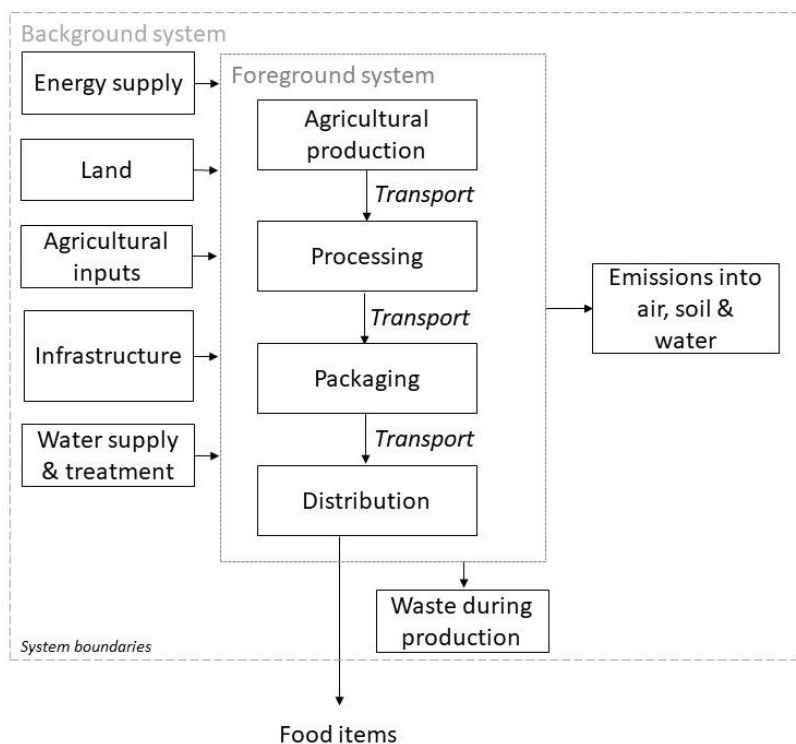 Background system
Energy supply
Land
Agricultural
inputs
Infrastructure
Water supply
& treatment
Foreground system
Agricultural
production
Transport
Processing
Transport
Packaging
Transport
Distribution
Emissions into
air, soil &
water
Waste during
production
System boundaries
Food items